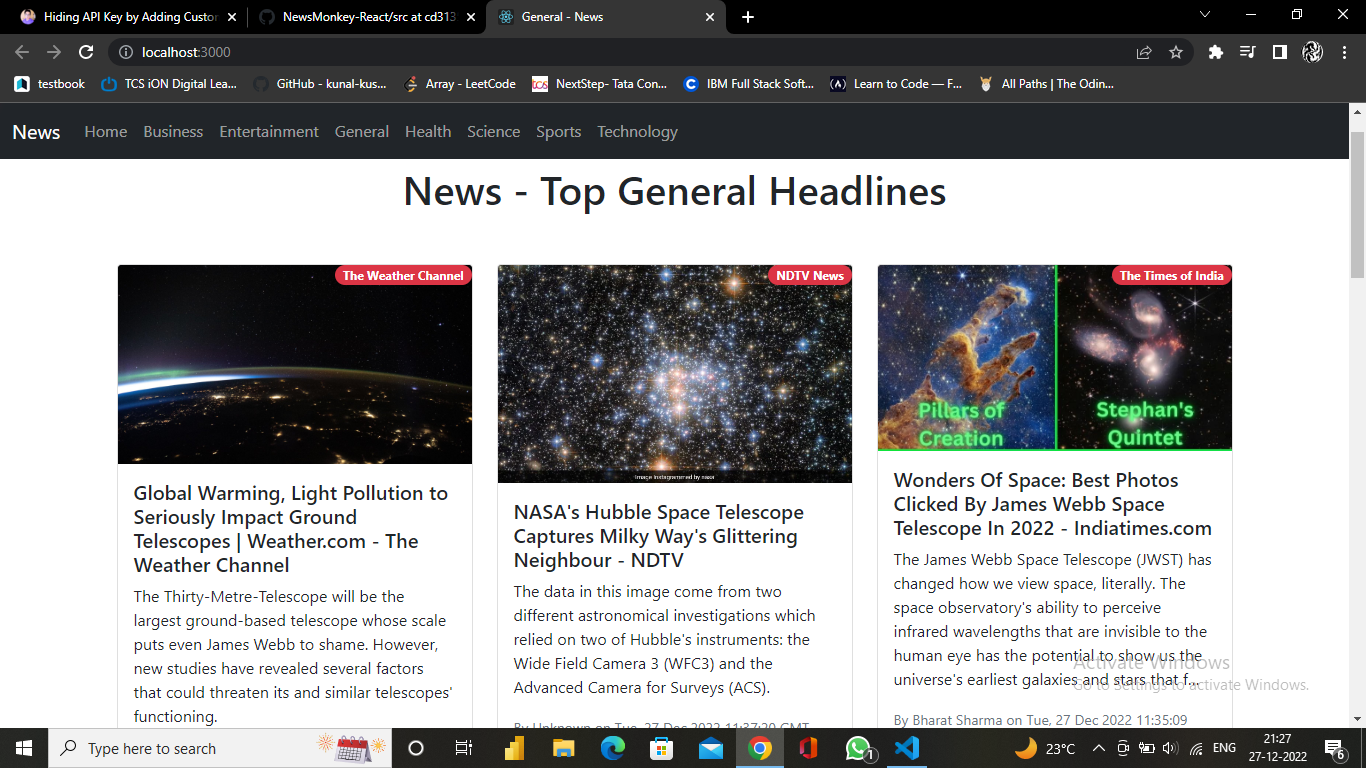 Hiding API Key by Adding Custor
NewsMonkey-React/src at cd313
General - News
localhost:3000
testbook
TCS iON Digital Lea...
GitHub - kunal-kus...
Array - LeetCode
NextStep- Tata Con...
IBM Full Stack Soft...
Learn to Code — F...
All Paths | The Odin...
News Home Business Entertainment General Health Science Sports Technology
News - Top General Headlines
The Weather Channel
Global Warming, Light Pollution to
Seriously Impact Ground
Telescopes | Weather.com - The
Weather Channel
The Thirty-Metre-Telescope will be the
largest ground-based telescope whose scale
puts even James Webb to shame. However,
new studies have revealed several factors
that could threaten its and similar telescopes'
functioning.
NDTV News
Image Instagrammed by nasa
NASA's Hubble Space Telescope
Captures Milky Way's Glittering
Neighbour - NDTV
The data in this image come from two
different astronomical investigations which
relied on two of Hubble's instruments: the
Wide Field Camera 3 (WFC3) and the
Advanced Camera for Surveys (ACS).
By Unknown on Tue, 27 Dec 2022 11:37:20 GMT
The Times of India
Pillars of
Creation
Stephan's
Quintet
Wonders Of Space: Best Photos
Clicked By James Webb Space
Telescope In 2022 - Indiatimes.com
The James Webb Space Telescope (JWST) has
changed how we view space, literally. The
space observatory's ability to perceive
infrared wavelengths that are invisible to the
human eye has the potential to show us the
universe's earliest galaxies and stars that f...
By Bharat Sharma on Tue, 27 Dec 2022 11:35:09
Activate Windows
Go to Settings to activate Windows.
Type here to search
1
23°C
ENG
21:27
27-12-2022
6